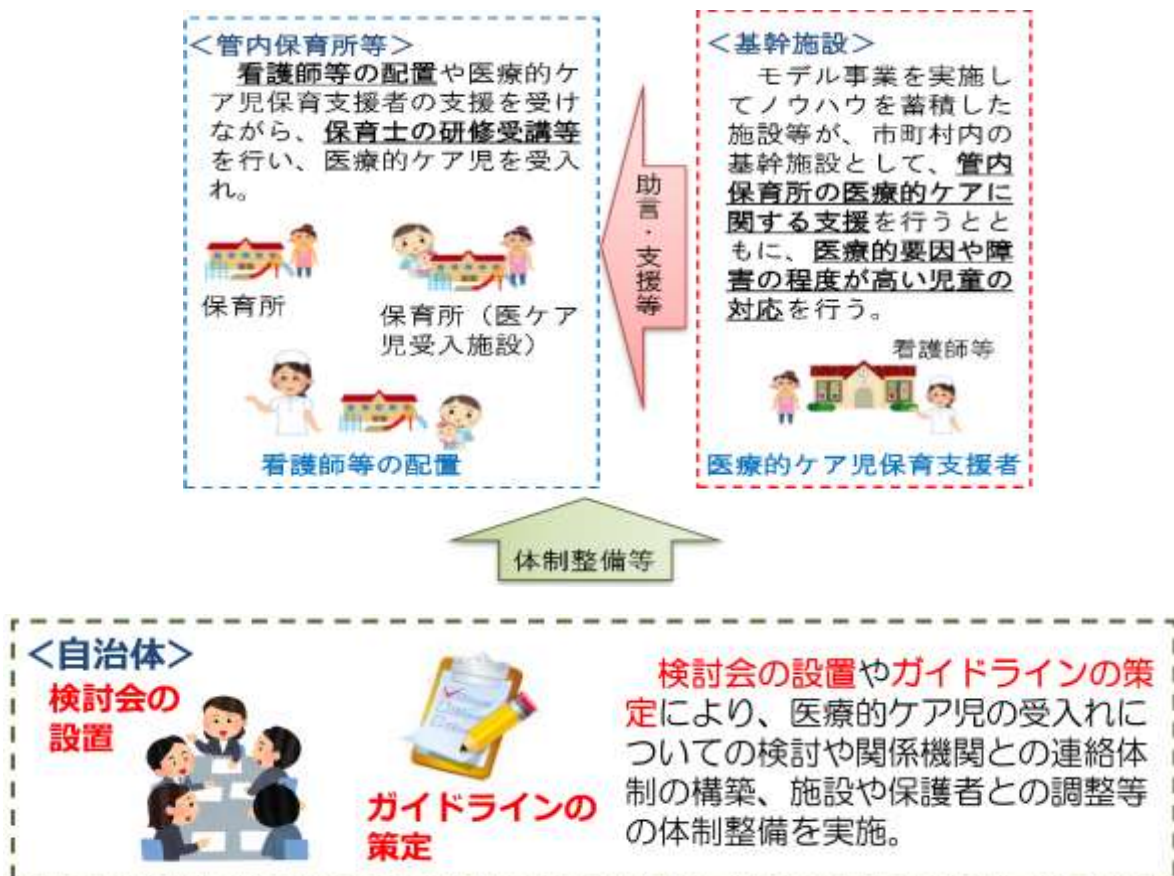 ＜管内保育所等＞
看護師等の配置や医療的ケ
ア児保育支援者の支援を受け
ながら、保育士の研修受講等
を行い、医療的ケア児を受入
れ。
保育所
保育所（医ケア
児受入施設）
看護師等の配置
助言・支援等
＜基幹施設＞
モデル事業を実施し
てノウハウを蓄積した
施設等が、市町村内の
基幹施設として、管内
保育所の医療的ケアに
関する支援を行うとと
もに、医療的要因や障
害の程度が高い児童の
対応を行う。
看護師等
医療的ケア児保育支援者
体制整備等
＜自治体＞
検討会の
設置
ガイドラインの
策定
検討会の設置やガイドラインの策
定により、医療的ケア児の受入れに
ついての検討や関係機関との連絡体
制の構築、施設や保護者との調整等
の体制整備を実施。